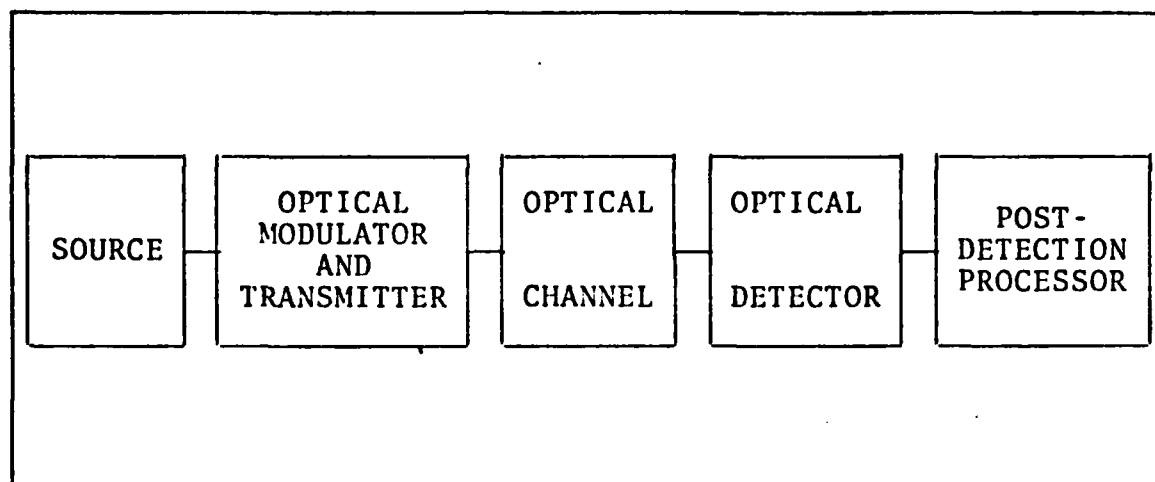 SOURCE
OPTICAL
MODULATOR
AND
TRANSMITTER
OPTICAL
CHANNEL
OPTICAL
DETECTOR
POST-
DETECTION
PROCESSOR